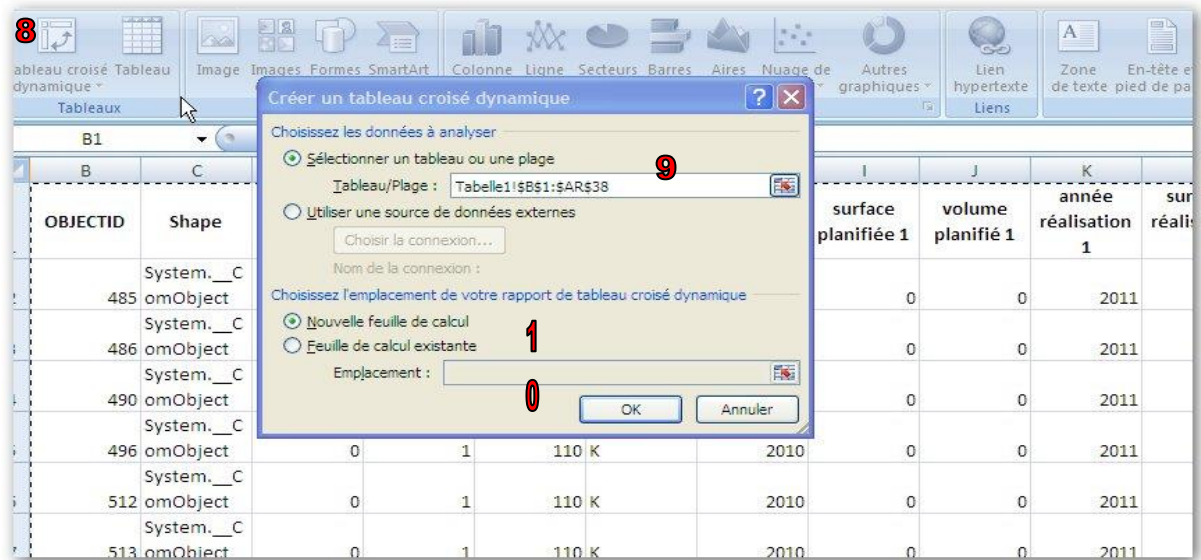 8
ableau croisé Tableau Image Images Formes SmartArt Colonne Ligne Secteurs Barres Aires Nuage de Autres Lien Zone En-tête e
dynamique graphiques hypertexte de texte pied de pa
Tableaux Liens
Créer un tableau croisé dynamique
B1
Choisissez les données à analyser
Sélectionner un tableau ou une plage
9
Tableau/Plage : Tabelle1!$B$1:$AR$38
Utiliser une source de données externes
Choisir la connexion...
Nom de la connexion :
Choisissez l'emplacement de votre rapport de tableau croisé dynamique
Nouvelle feuille de calcul
1
Feuille de calcul existante
Emplacement :
0
OK Annuler
B C I J K
OBJECTID Shape surface planifiée 1 volume planifié 1 année réalisation 1 sur réali
System.__C
485 omObject 0 0 2011
System.__C
486 omObject 0 0 2011
System.__C
490 omObject 0 0 2011
System.__C
496 omObject 0 1 110 K 2010 0 0 2011
System.__C
512 omObject 0 1 110 K 2010 0 0 2011
System.__C
513 omObject 0 1 110 K 2010 0 0 2011